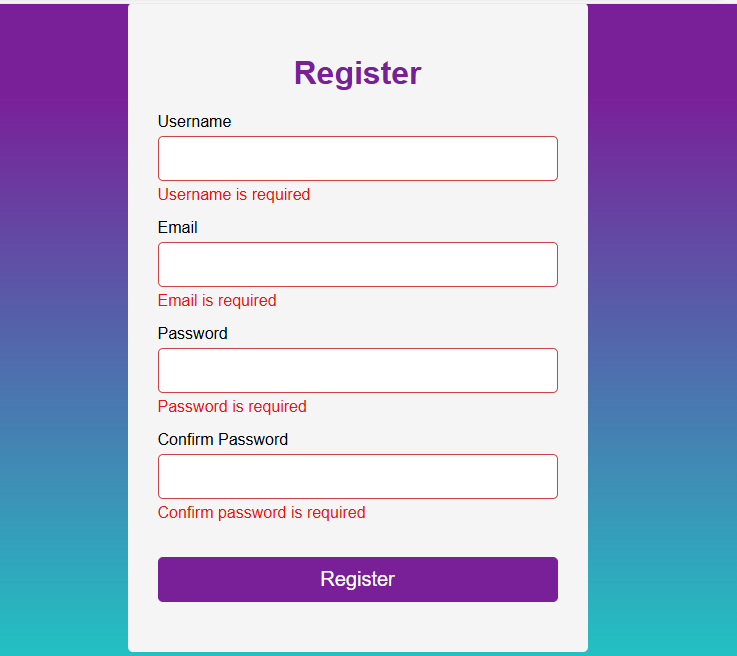 Register
Username
Username is required
Email
Email is required
Password
Password is required
Confirm Password
Confirm password is required
Register